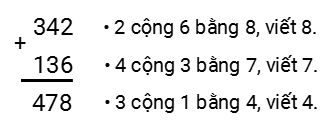 342 • 2 cộng 6 bằng 8, viết 8.
+
136 • 4 cộng 3 bằng 7, viết 7.
478 • 3 cộng 1 bằng 4, viết 4.